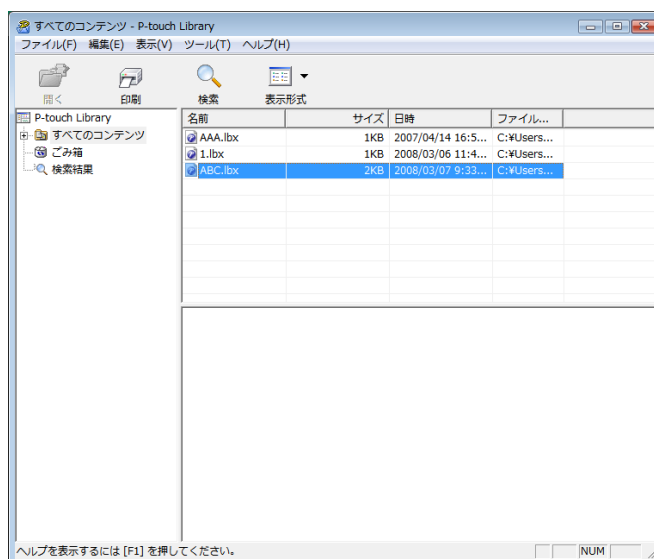 すべてのコンテンツ - P-touch Library
ファイル(F) 編集(E) 表示(V) ツール(T) ヘルプ(H)
開く 印刷 検索 表示形式
P-touch Library
すべてのコンテンツ
ごみ箱
検索結果
名前 サイズ 日時 ファイル...
AAA.lbx 1KB 2007/04/14 16:5... C:¥Users...
1.lbx 1KB 2008/03/06 11:4... C:¥Users...
ABC.lbx 2KB 2008/03/07 9:33... C:¥Users...
ヘルプを表示するには [F1] を押してください。 NUM